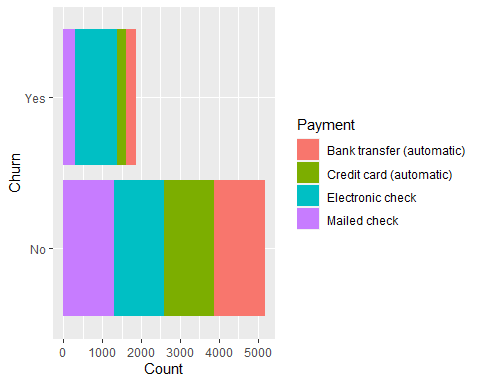 Churn
Yes
No
0 1000 2000 3000 4000 5000
Count
Payment
Bank transfer (automatic)
Credit card (automatic)
Electronic check
Mailed check